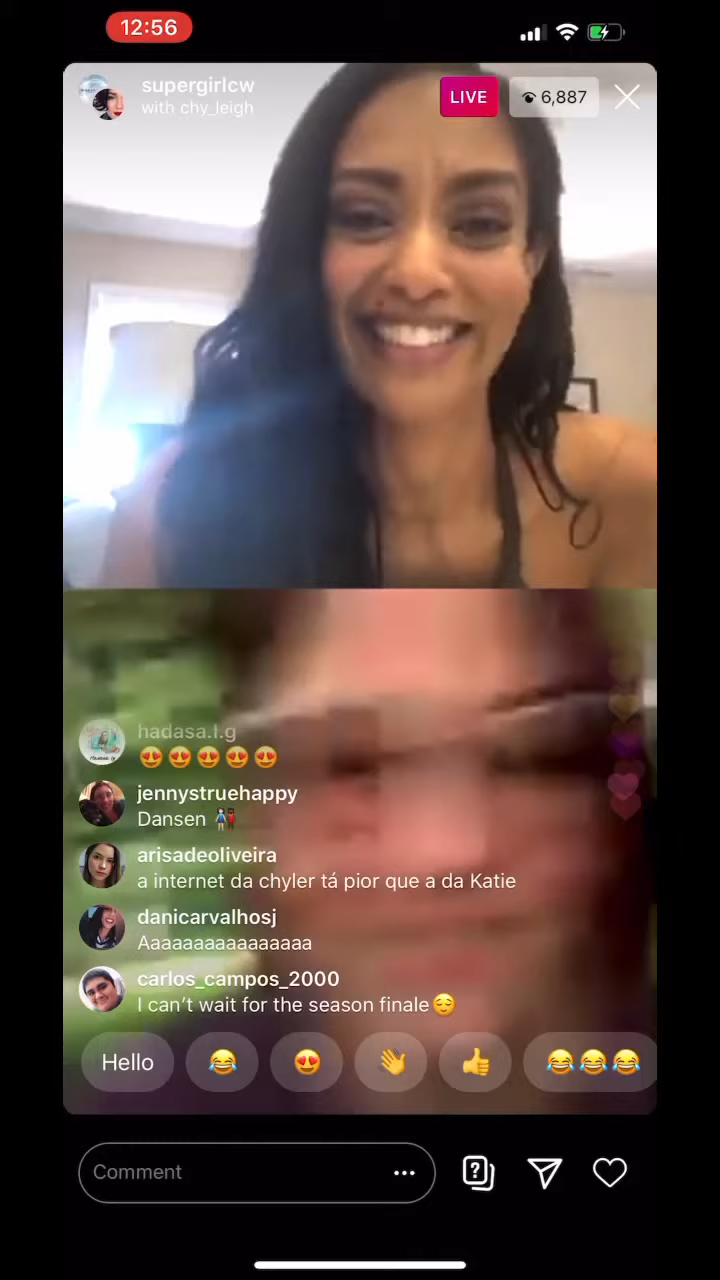 12:56
supergirlcw
with chy_leigh
LIVE
6,887
hadasa.l.g
😍😍😍😍😍
jennystruehappy
Dansen 👭
arisadeoliveira
a internet da chyler tá pior que a da Katie
danicarvalhosj
Aaaaaaaaaaaaaaaa
carlos_campos_2000
I can't wait for the season finale😌
Hello 😂 😍 👋 👍 😂😂😂
Comment